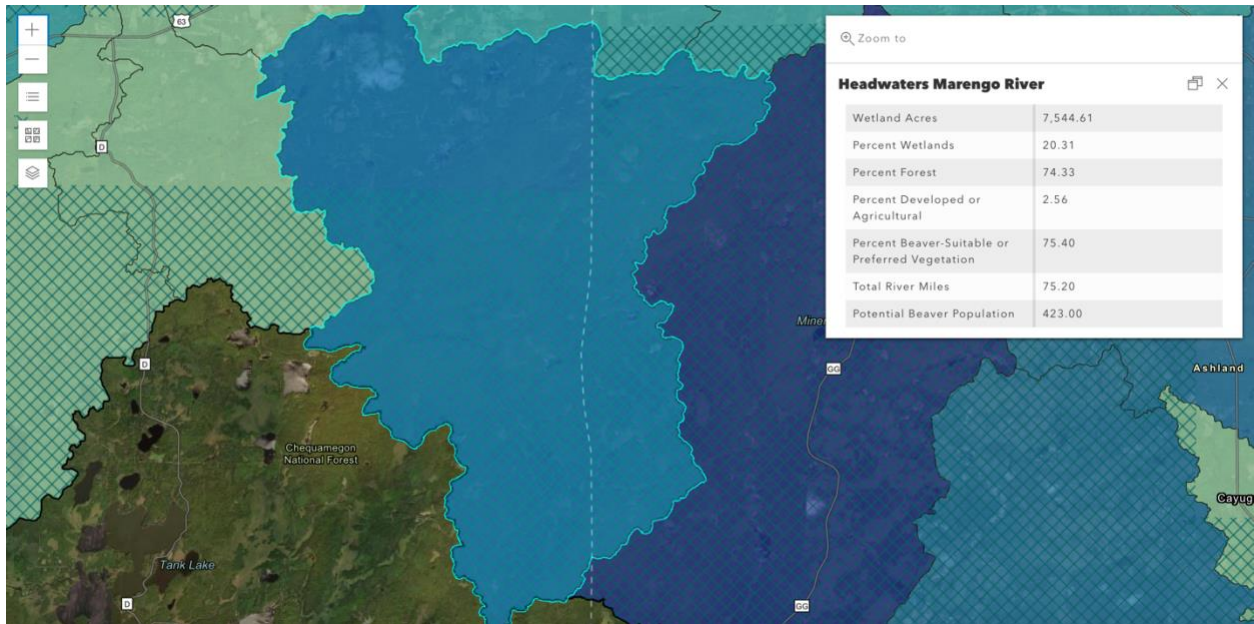 63
Zoom to
Headwaters Marengo River
Wetland Acres 7,544.61
Percent Wetlands 20.31
D
Percent Forest 74.33
Percent Developed or 2.56
Agricultural
Percent Beaver-Suitable or 75.40
Preferred Vegetation
Total River Miles 75.20
Potential Beaver Population 423.00
Miner
D
GG
Ashland
Chequamegon
National Forest
Cayug
Tank Lake
D
GG